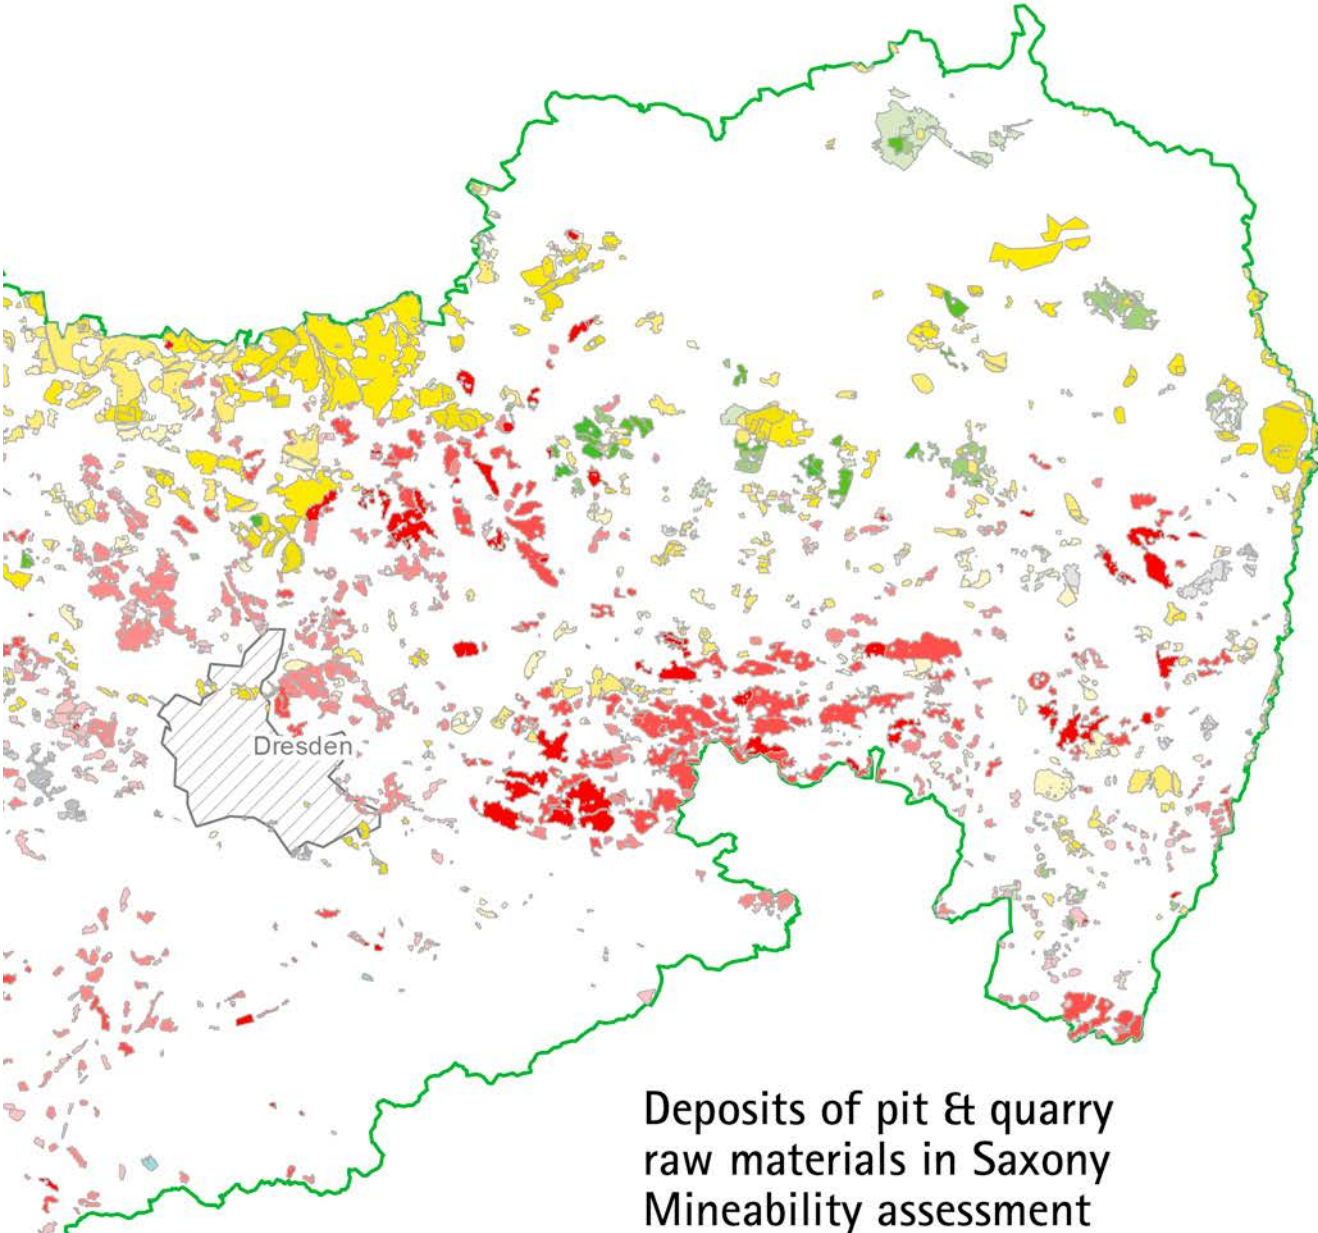 Dresden
Deposits of pit & quarry
raw materials in Saxony
Mineability assessment